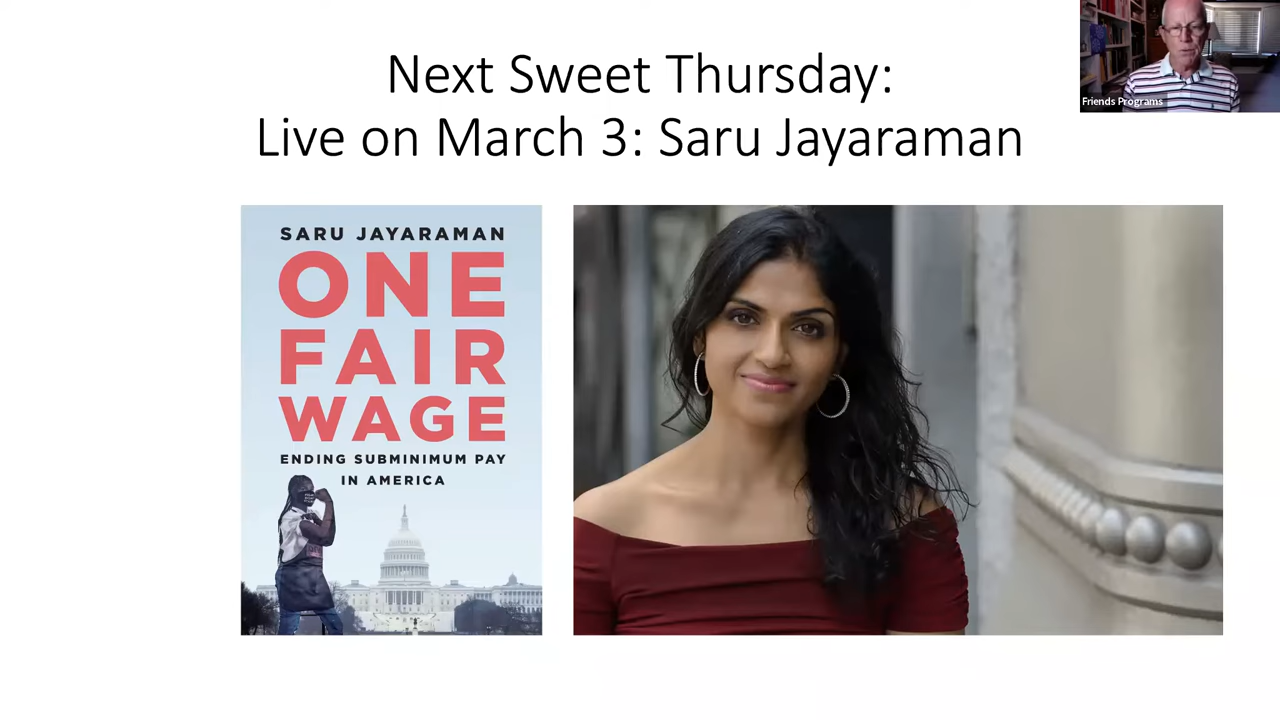 Next Sweet Thursday:
Live on March 3: Saru Jayaraman
Friends Programs
SARU JAYARAMAN
ONE
FAIR
WAGE
ENDING SUBMINIMUM PAY
IN AMERICA